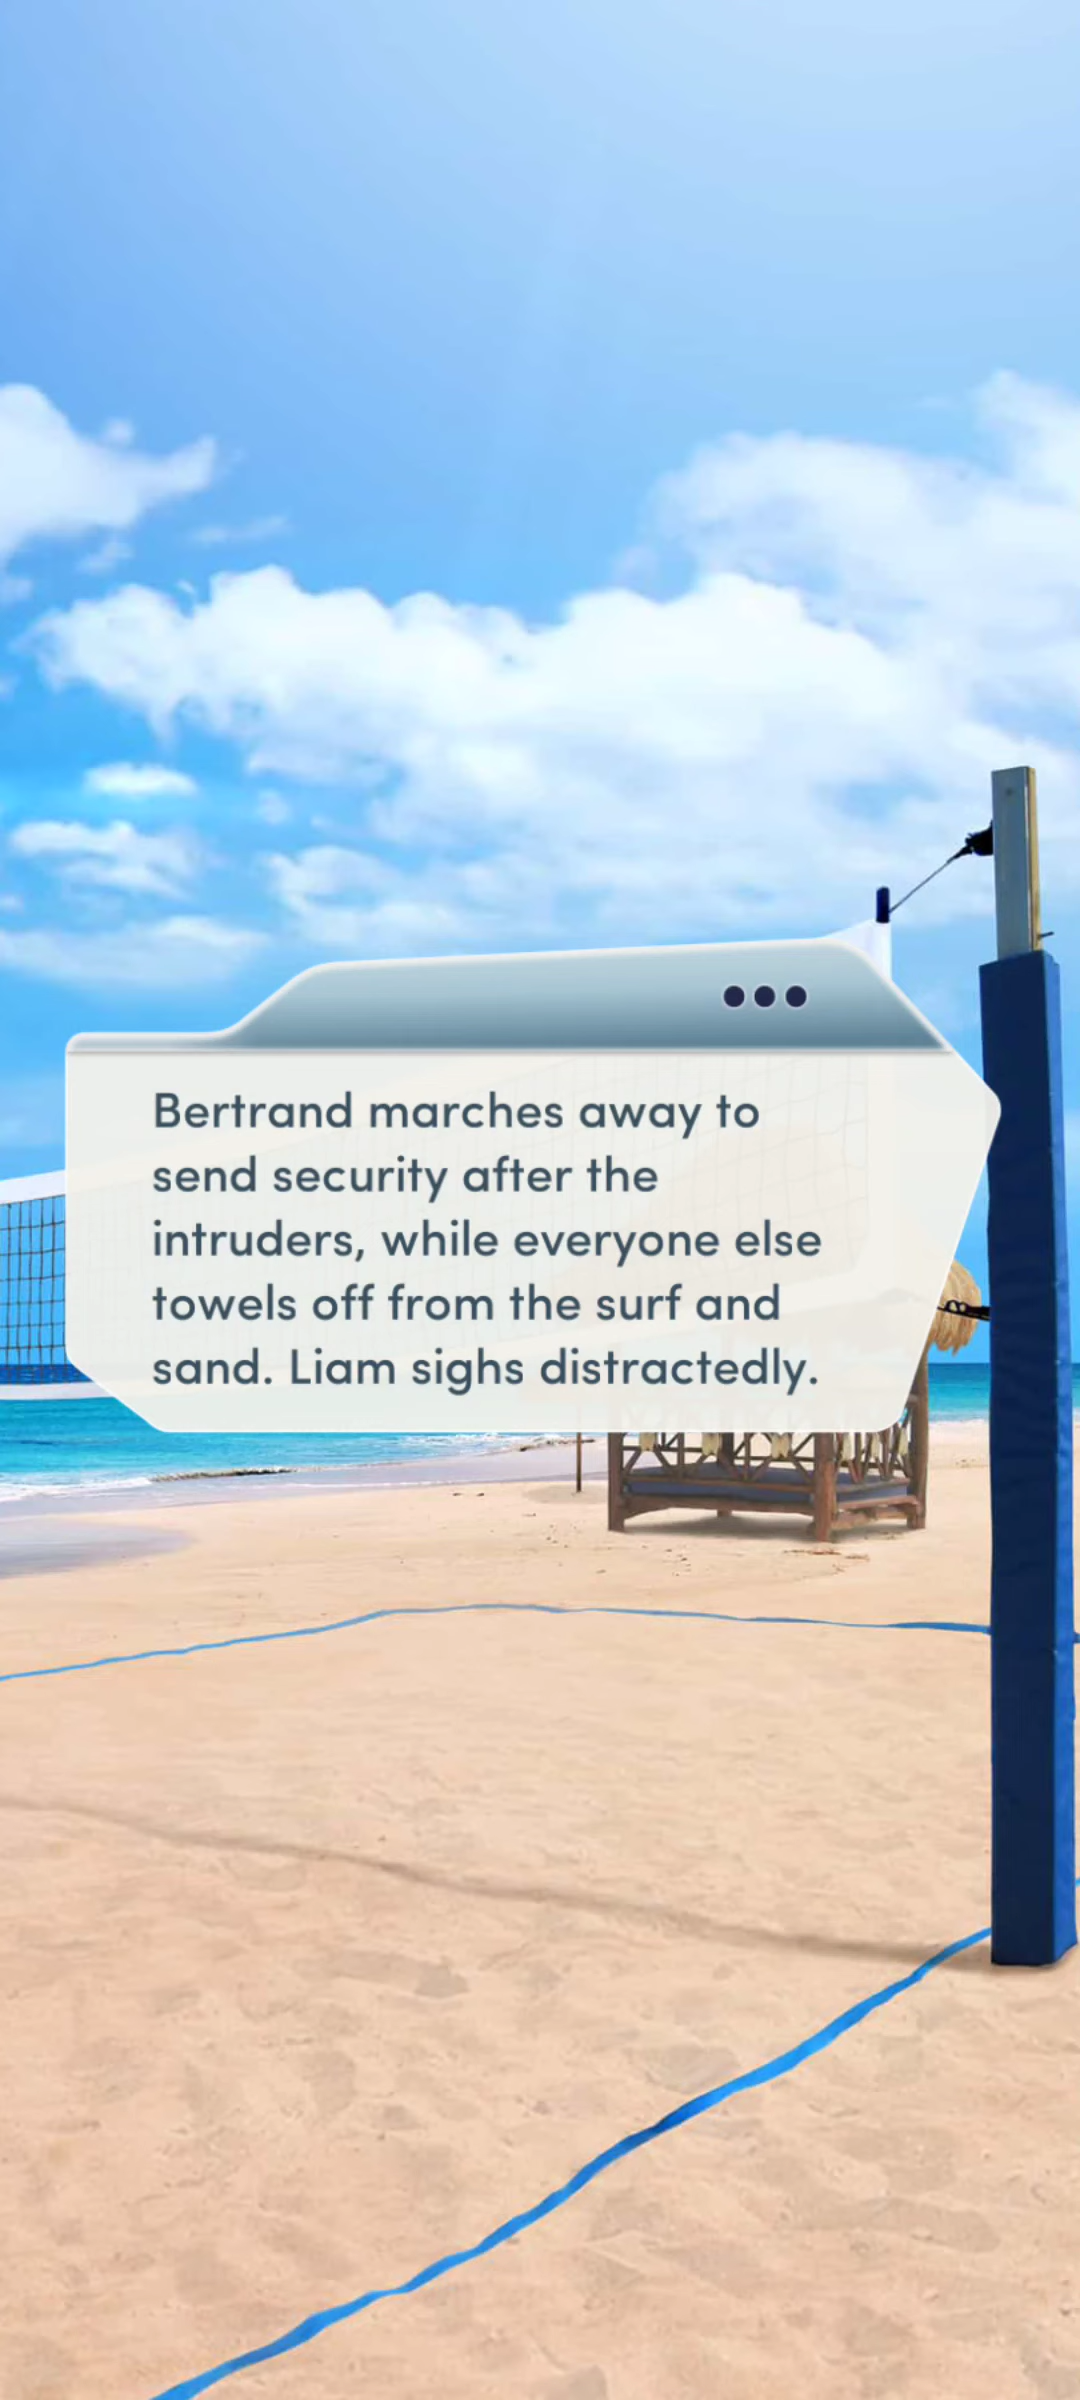 Bertrand marches away to
send security after the
intruders, while everyone else
towels off from the surf and
sand. Liam sighs distractedly.